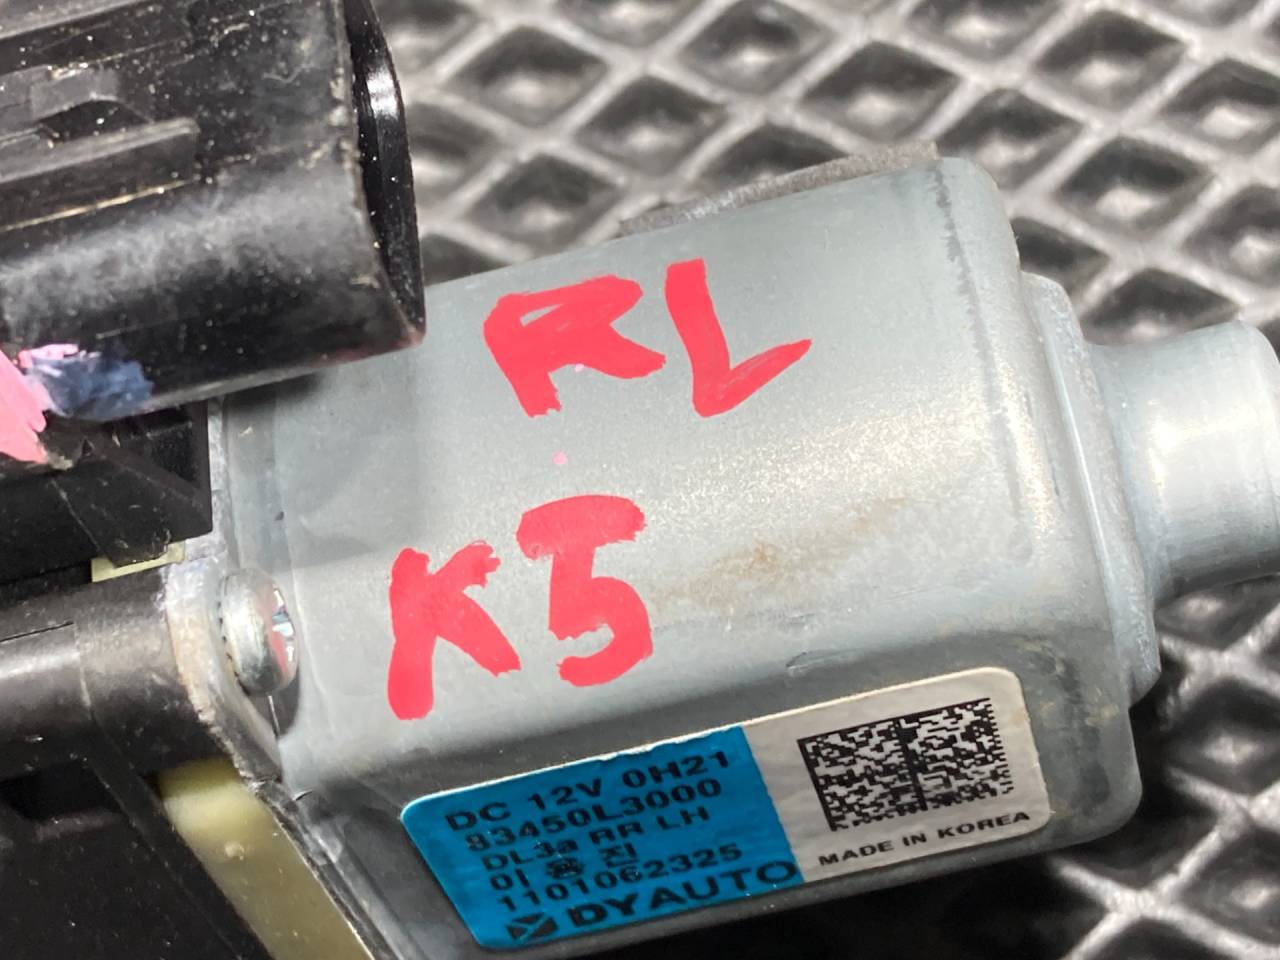 RL
K5
DC 12V 0H21
83450L3000
DL3a RR LH
이 용 진
1101062325
DYAUTO
MADE IN KOREA